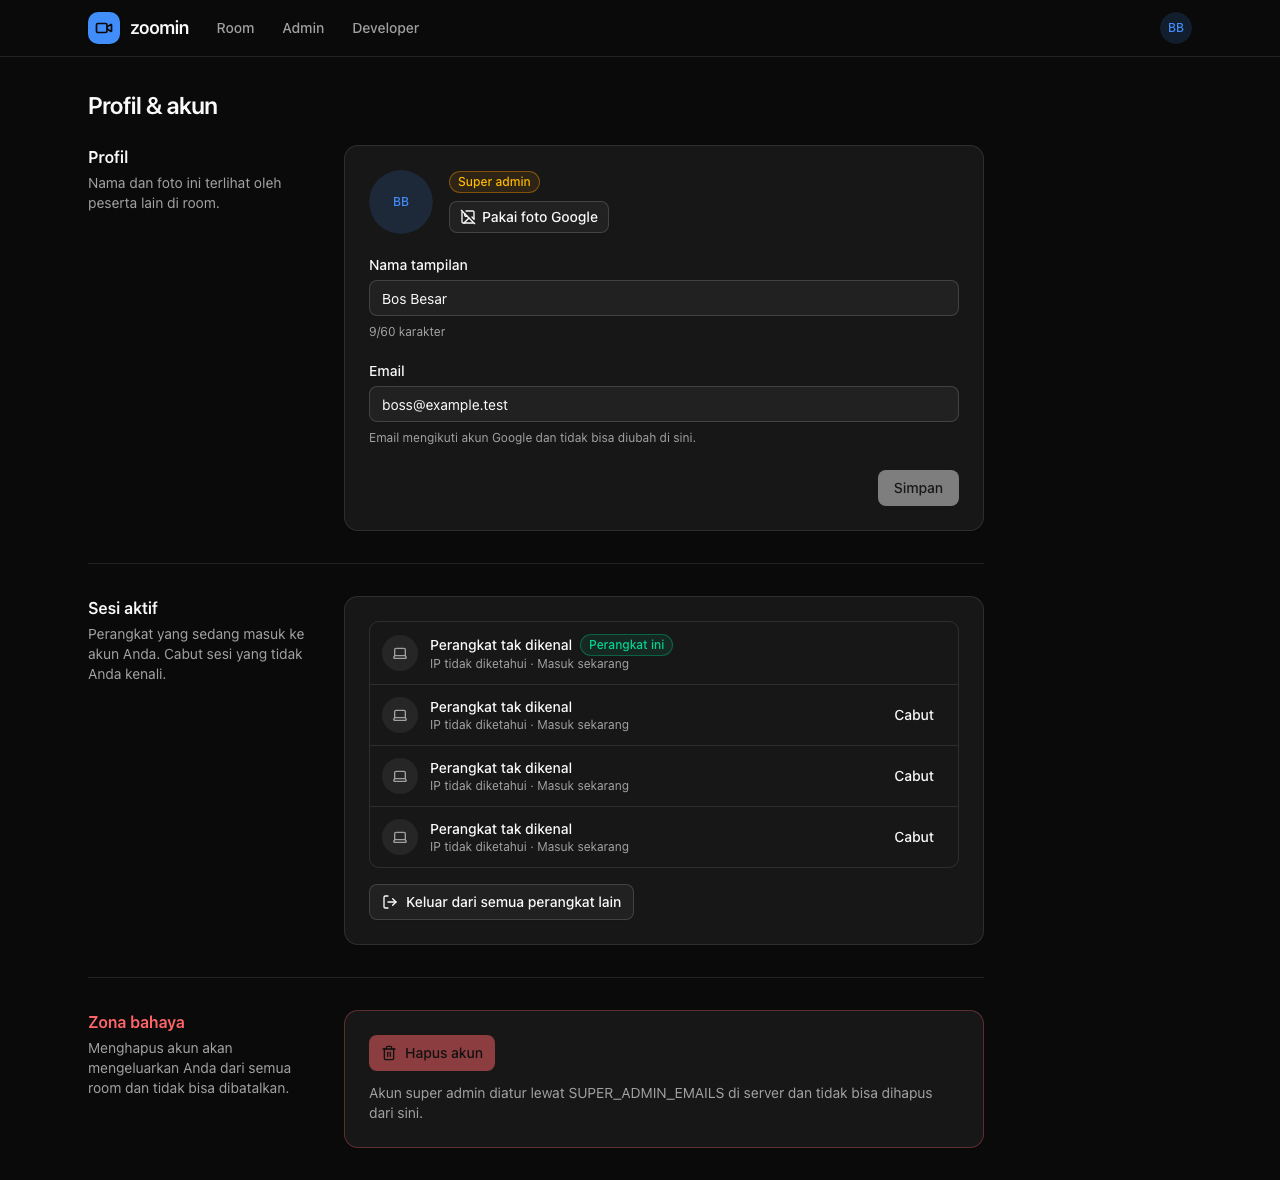 zoomin Room Admin Developer BB
Profil & akun
Profil
Nama dan foto ini terlihat oleh
peserta lain di room.
BB
Super admin
Pakai foto Google
Nama tampilan
Bos Besar
9/60 karakter
Email
boss@example.test
Email mengikuti akun Google dan tidak bisa diubah di sini.
Simpan
Sesi aktif
Perangkat yang sedang masuk ke
akun Anda. Cabut sesi yang tidak
Anda kenali.
Perangkat tak dikenal Perangkat ini
IP tidak diketahui · Masuk sekarang
Perangkat tak dikenal
IP tidak diketahui · Masuk sekarang
Cabut
Perangkat tak dikenal
IP tidak diketahui · Masuk sekarang
Cabut
Perangkat tak dikenal
IP tidak diketahui · Masuk sekarang
Cabut
Keluar dari semua perangkat lain
Zona bahaya
Menghapus akun akan
mengeluarkan Anda dari semua
room dan tidak bisa dibatalkan.
Hapus akun
Akun super admin diatur lewat SUPER_ADMIN_EMAILS di server dan tidak bisa dihapus
dari sini.